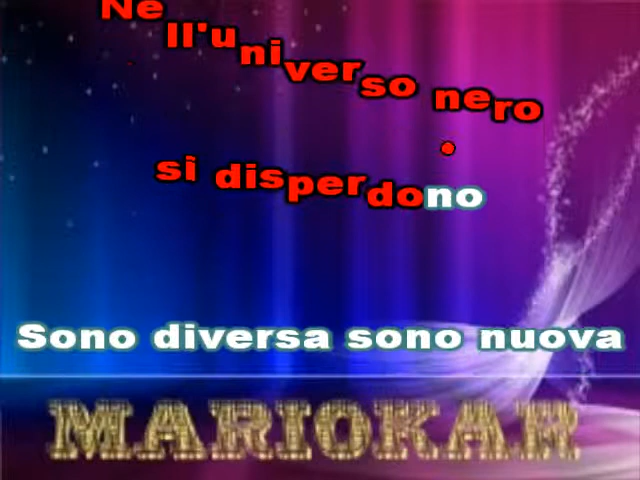 Nell'universo nero
si disperdono
Sono diversa sono nuova
MARIOKAR